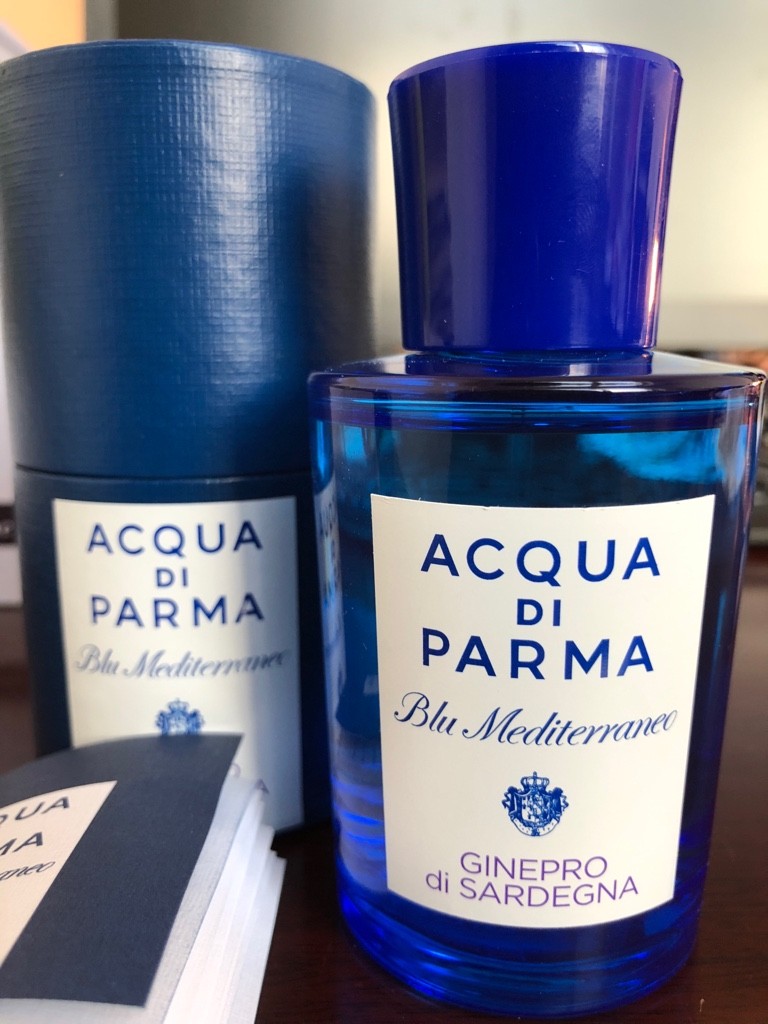 ACQUA
DI
PARMA
Blu Mediterraneo
ACQUA
DI
PARMA
Blu Mediterraneo
GINEPRO
di SARDEGNA